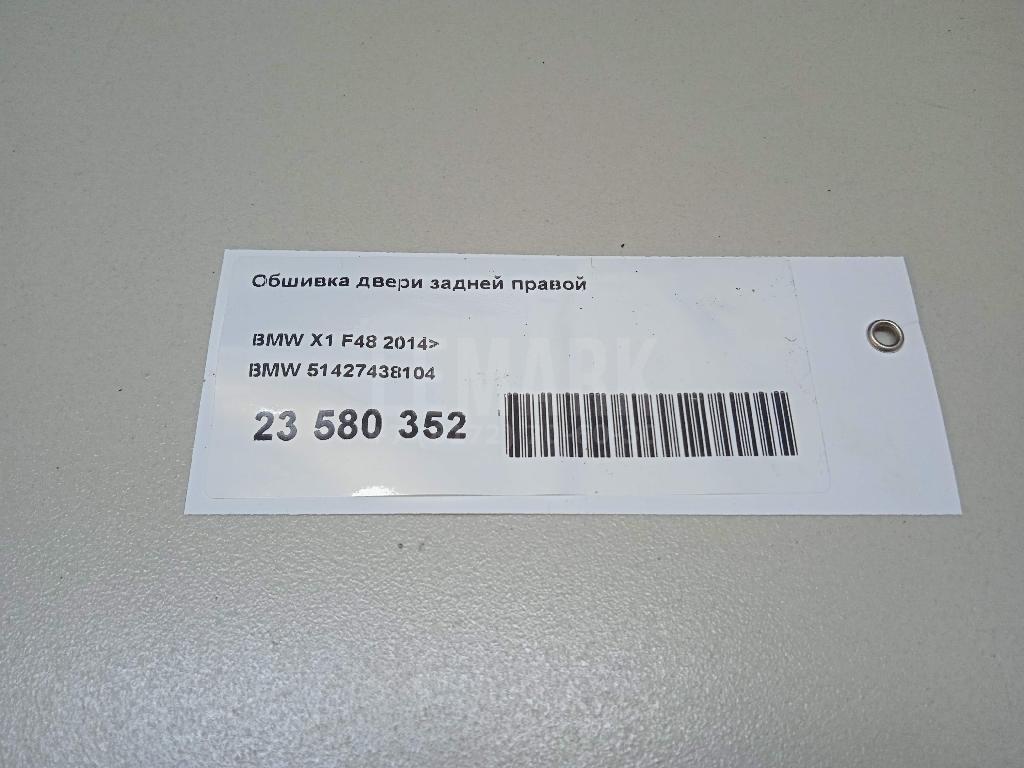 Обшивка двери задней правой
BMW X1 F48 2014>
BMW 51427438104
23 580 352